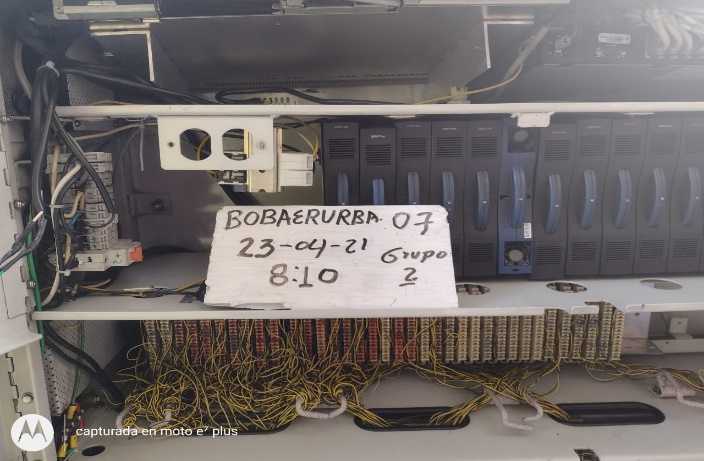 BOBAERURBA 07
23-04-21
Grupo
8:10
2
capturada en moto e⁷ plus